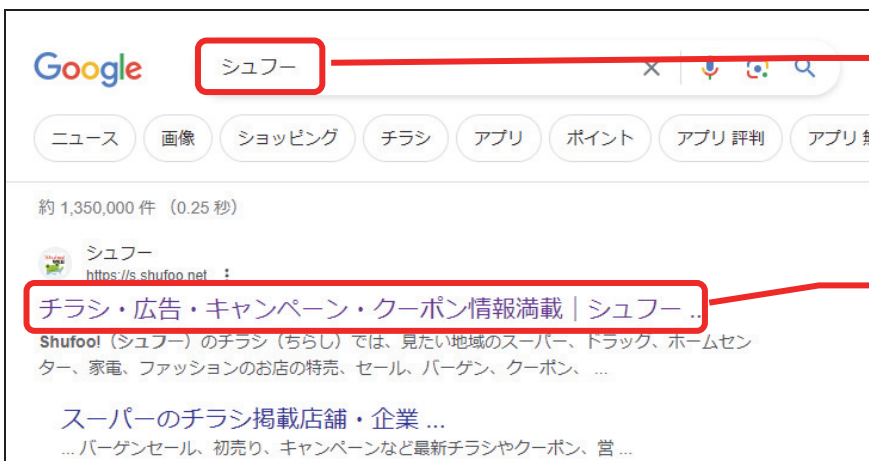 Google シュフー
ニュース 画像 ショッピング チラシ アプリ ポイント アプリ 評判 アプリ
約 1,350,000 件 （0.25 秒）
シュフー
https://s.shufoo.net
チラシ・広告・キャンペーン・クーポン情報満載｜シュフー ...
Shufoo!（シュフー）のチラシ（ちらし）では、見たい地域のスーパー、ドラッグ、ホームセン
ター、家電、ファッションのお店の特売、セール、バーゲン、クーポン、 ...
スーパーのチラシ掲載店舗・企業 ...
... バーゲンセール、初売り、キャンペーンなど最新チラシやクーポン、営 ...